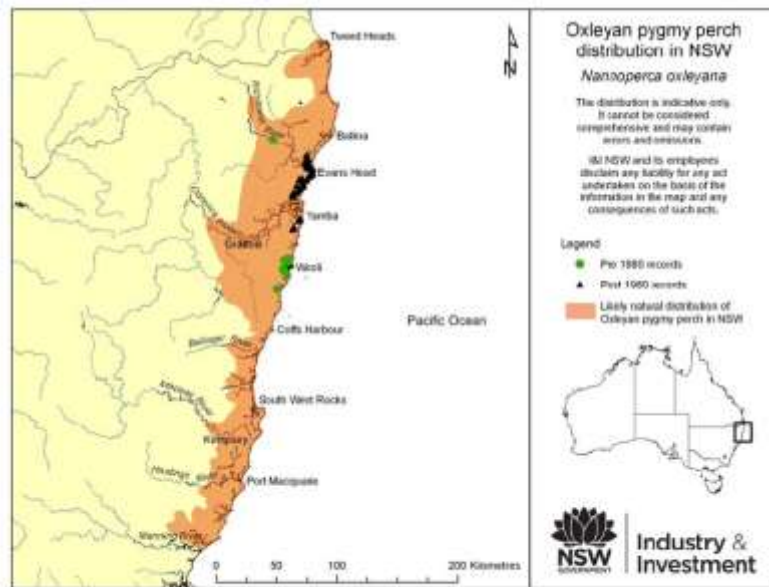 Tweed Heads
Ballina
Evans Head
Yamba
Grafton
Wooli
Coffs Harbour
Pacific Ocean
South West Rocks
Kempsey
Port Macquarie
Manning River
0 50 100 200 Kilometres
Oxleyan pygmy perch
distribution in NSW
Nannoperca oxleyana
The distribution is indicative only.
It cannot be considered
comprehensive and may contain
errors and omissions.
I&I NSW and its employees
disclaim any liability for any act
undertaken on the basis of the
information in the map and any
consequences of such acts.
Legend
Pre 1980 records
Post 1980 records
Likely natural distribution of
Oxleyan pygmy perch in NSW
NSW
GOVERNMENT
Industry &
Investment